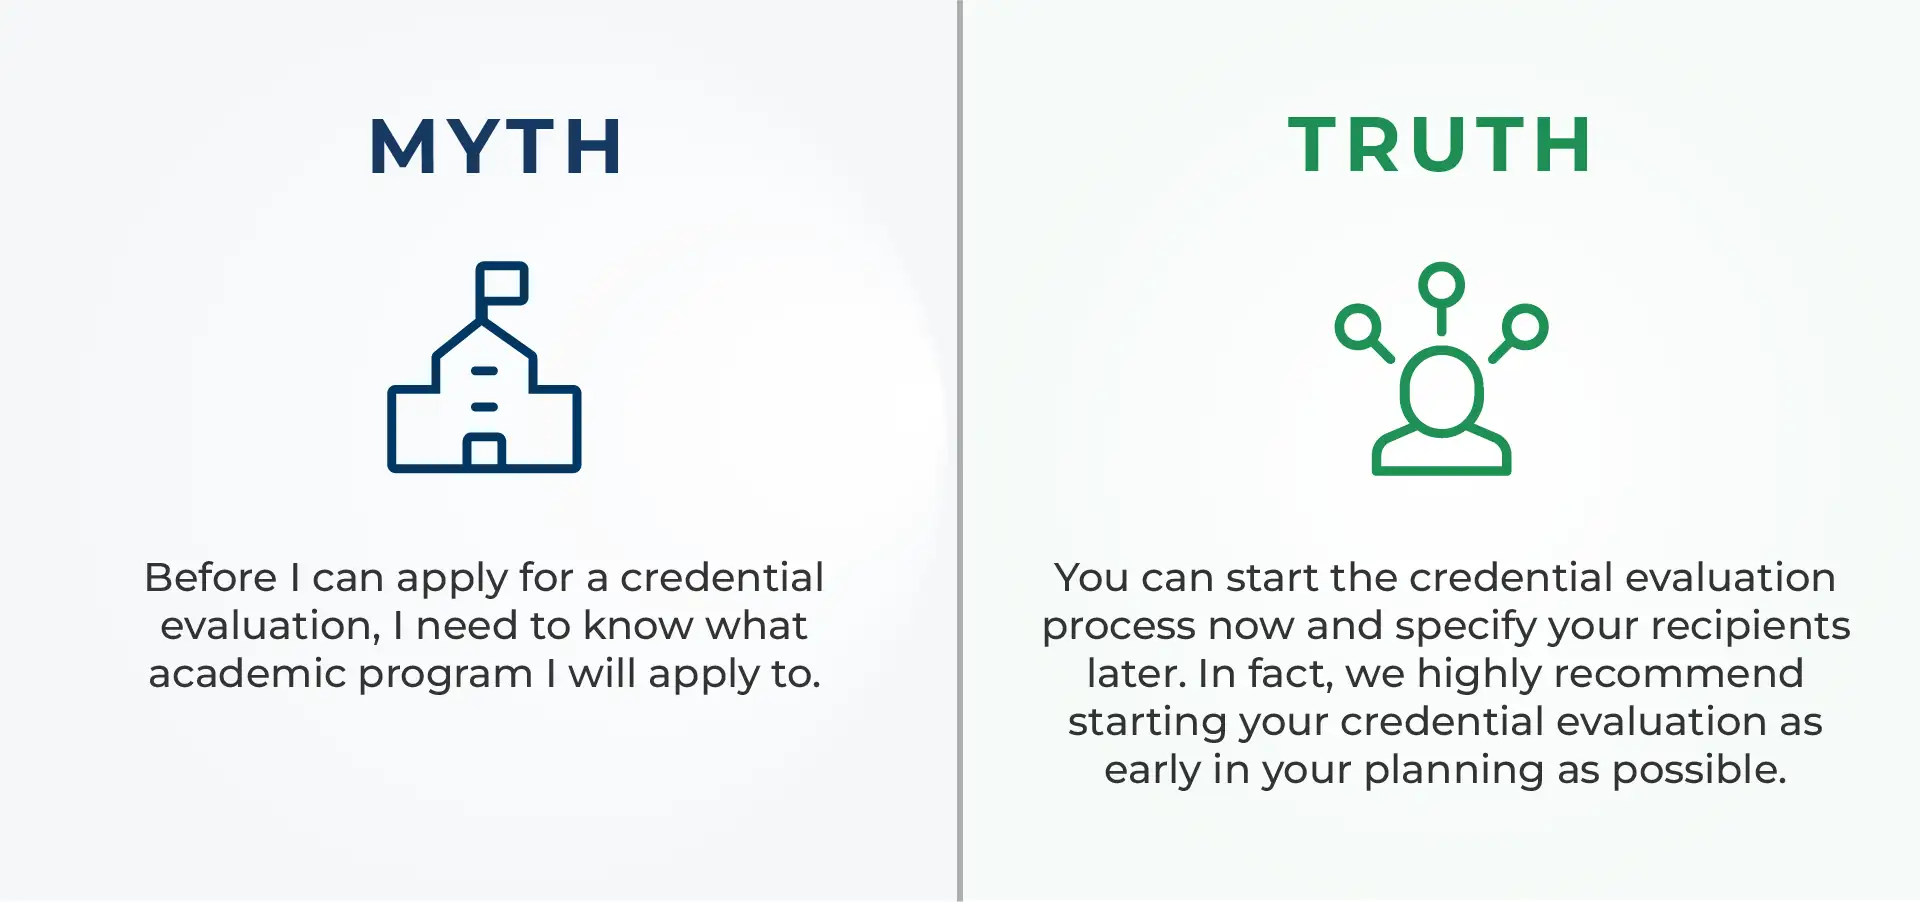 MYTH
Before I can apply for a credential
evaluation, I need to know what
academic program I will apply to.
TRUTH
You can start the credential evaluation
process now and specify your recipients
later. In fact, we highly recommend
starting your credential evaluation as
early in your planning as possible.